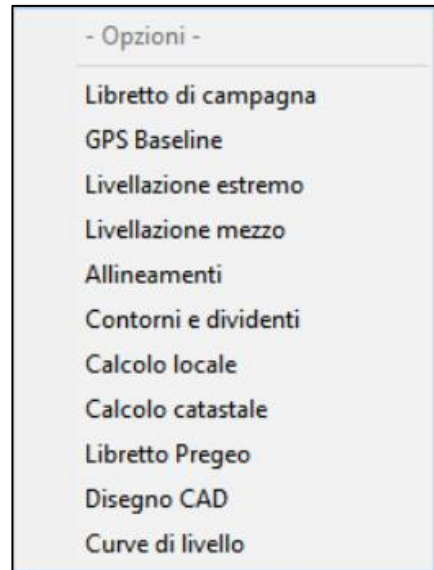 - Opzioni -
Libretto di campagna
GPS Baseline
Livellazione estremo
Livellazione mezzo
Allineamenti
Contorni e dividenti
Calcolo locale
Calcolo catastale
Libretto Pregeo
Disegno CAD
Curve di livello